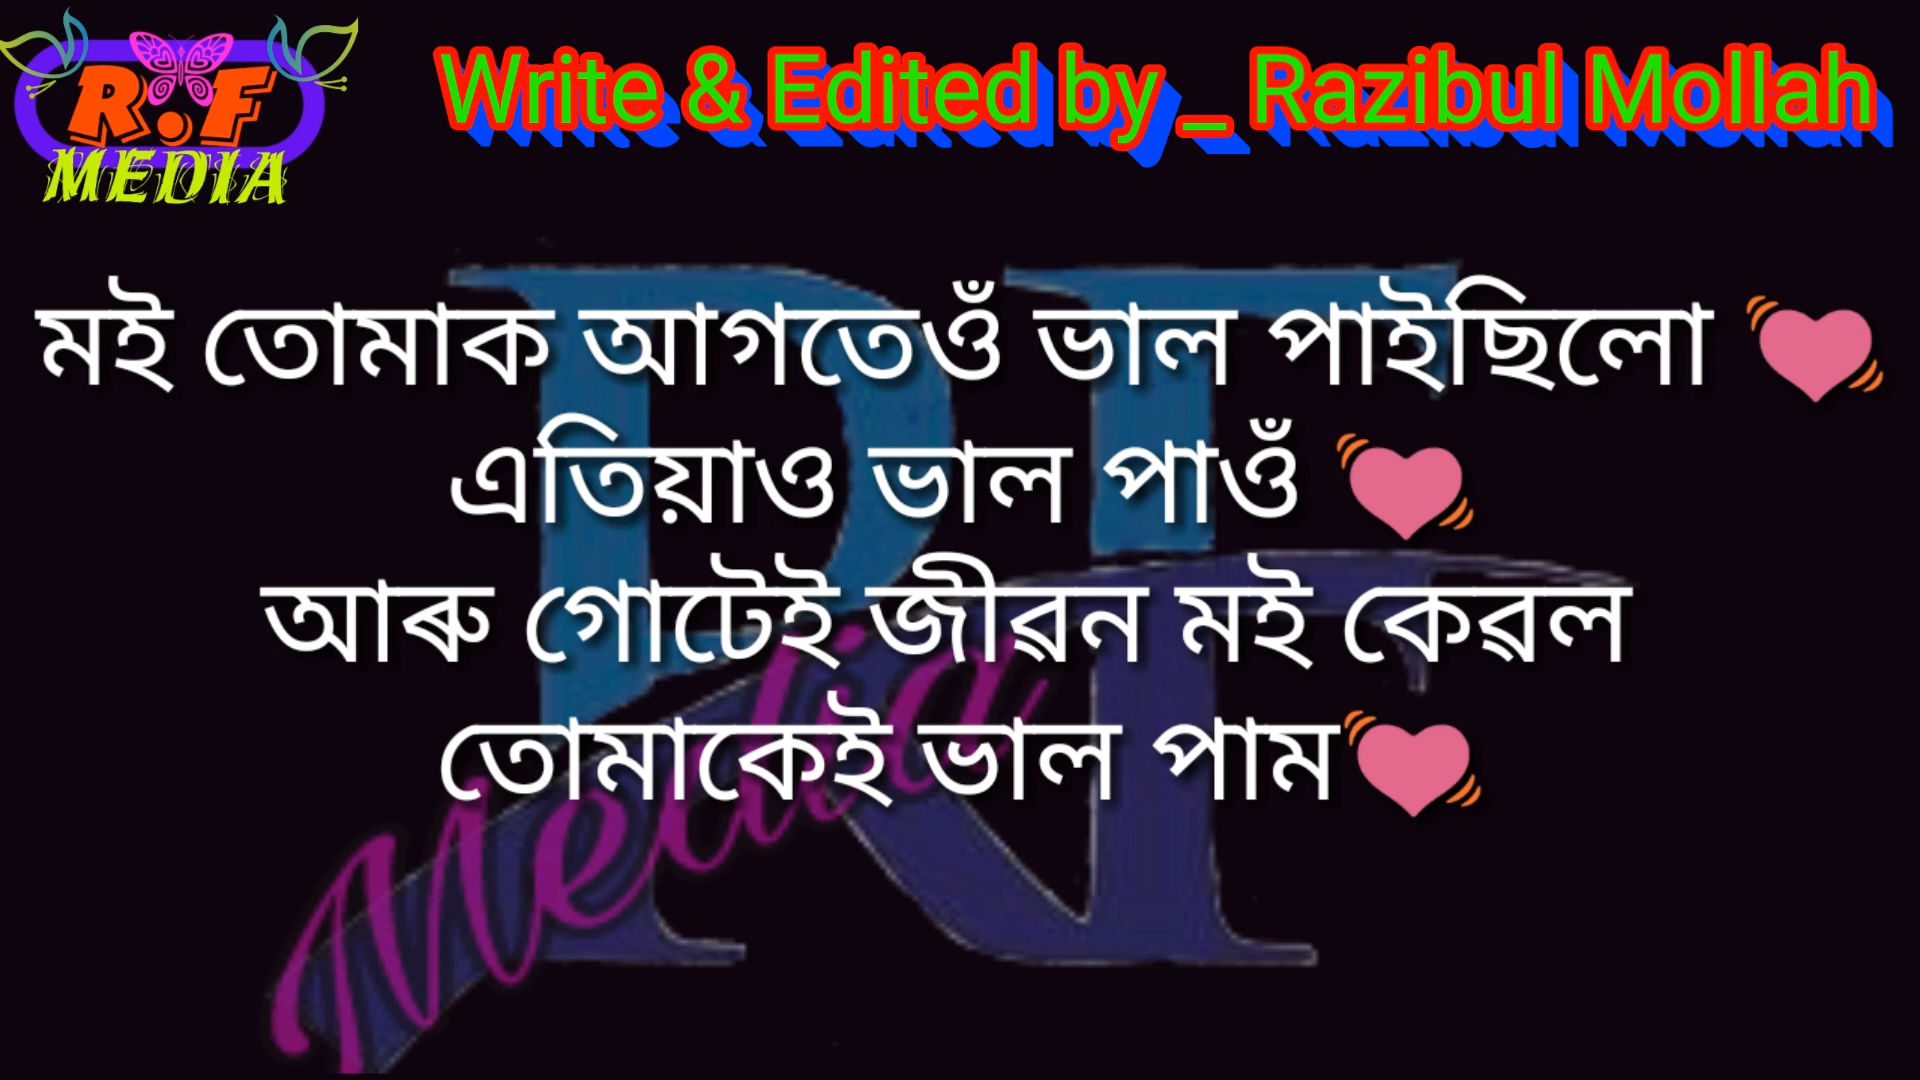 R.F
MEDIA
Write & Edited by _ Razibul Mollah
মই তোমাক আগতেওঁ ভাল পাইছিলো 💓
এতিয়াও ভাল পাওঁ 💓
আৰু গোটেই জীৱন মই কেৱল
তোমাকেই ভাল পাম💓
RF
Media